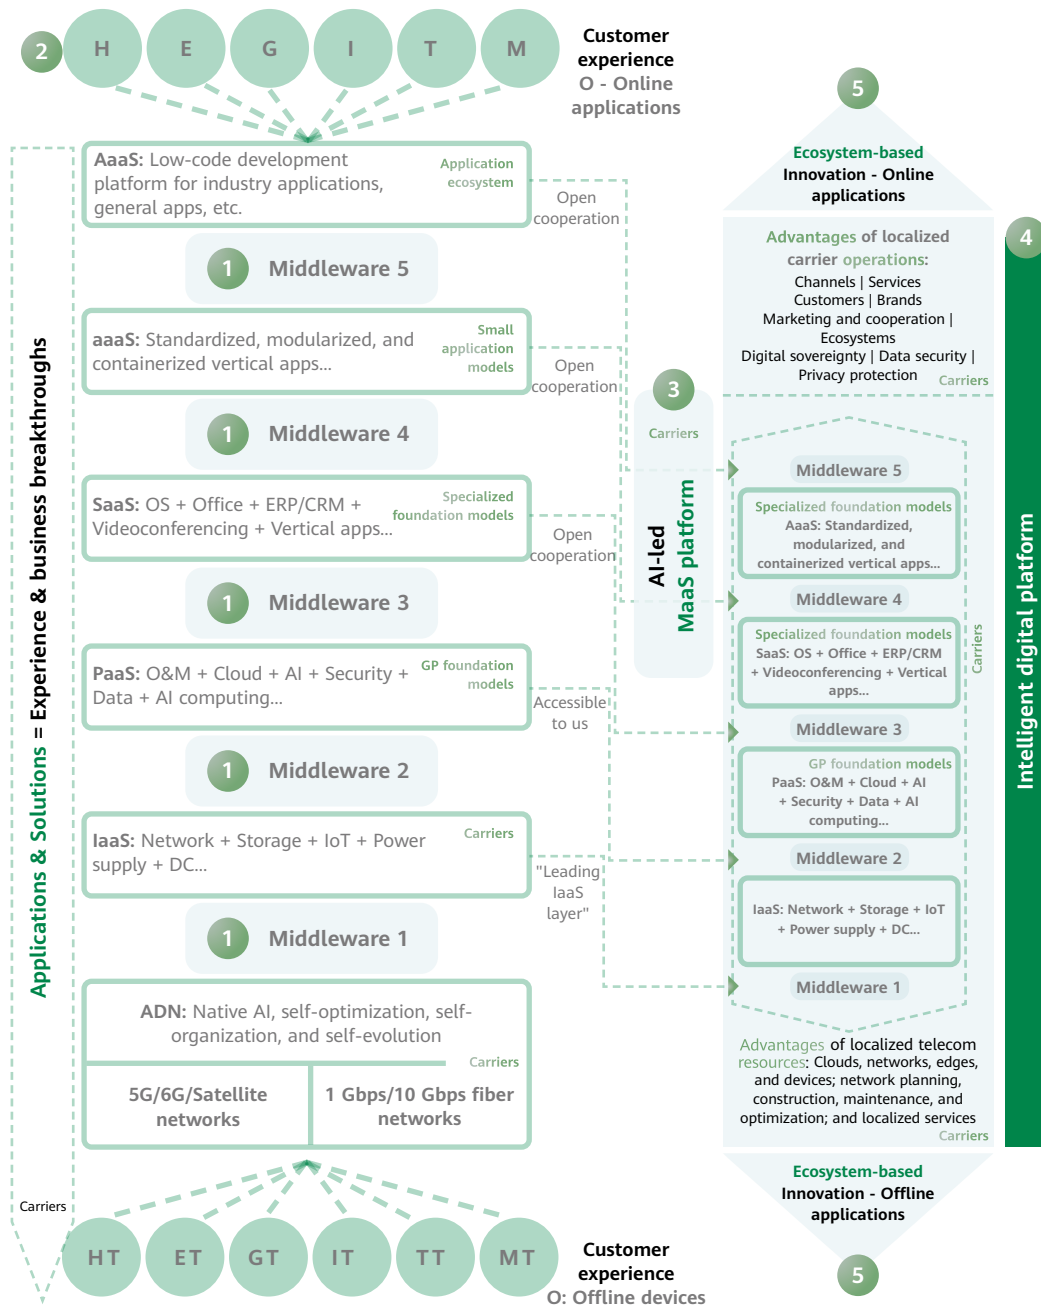 2
H E G I T M
Customer
experience
O - Online
applications
AaaS: Low-code development
platform for industry applications,
general apps, etc.
Application
ecosystem
Open
cooperation
1 Middleware 5
aaaS: Standardized, modularized, and
containerized vertical apps...
Small
application
models
Open
cooperation
1 Middleware 4
SaaS: OS + Office + ERP/CRM +
Videoconferencing + Vertical apps...
Specialized
foundation models
Open
cooperation
1 Middleware 3
PaaS: O&M + Cloud + AI + Security +
Data + AI computing...
GP foundation
models
Accessible
to us
1 Middleware 2
IaaS: Network + Storage + IoT + Power
supply + DC...
Carriers
"Leading
IaaS
layer"
1 Middleware 1
ADN: Native AI, self-optimization, self-
organization, and self-evolution
Carriers
5G/6G/Satellite
networks
1 Gbps/10 Gbps fiber
networks
HT ET GT IT TT MT
Customer
experience
O: Offline devices
Applications & Solutions = Experience & business breakthroughs
Carriers
3
Carriers
AI-led
MaaS platform
5
Ecosystem-based
Innovation - Online
applications
Advantages of localized
carrier operations:
Channels | Services
Customers | Brands
Marketing and cooperation |
Ecosystems
Digital sovereignty | Data security |
Privacy protection
Carriers
Middleware 5
Specialized foundation models
AaaS: Standardized,
modularized, and
containerized vertical apps...
Middleware 4
Specialized foundation models
SaaS: OS + Office + ERP/CRM
+ Videoconferencing + Vertical
apps...
Middleware 3
GP foundation models
PaaS: O&M + Cloud + AI
+ Security + Data + AI
computing...
Middleware 2
IaaS: Network + Storage + IoT
+ Power supply + DC...
Middleware 1
Carriers
Advantages of localized telecom
resources: Clouds, networks, edges,
and devices; network planning,
construction, maintenance, and
optimization; and localized services
Carriers
Ecosystem-based
Innovation - Offline
applications
5
4
Intelligent digital platform